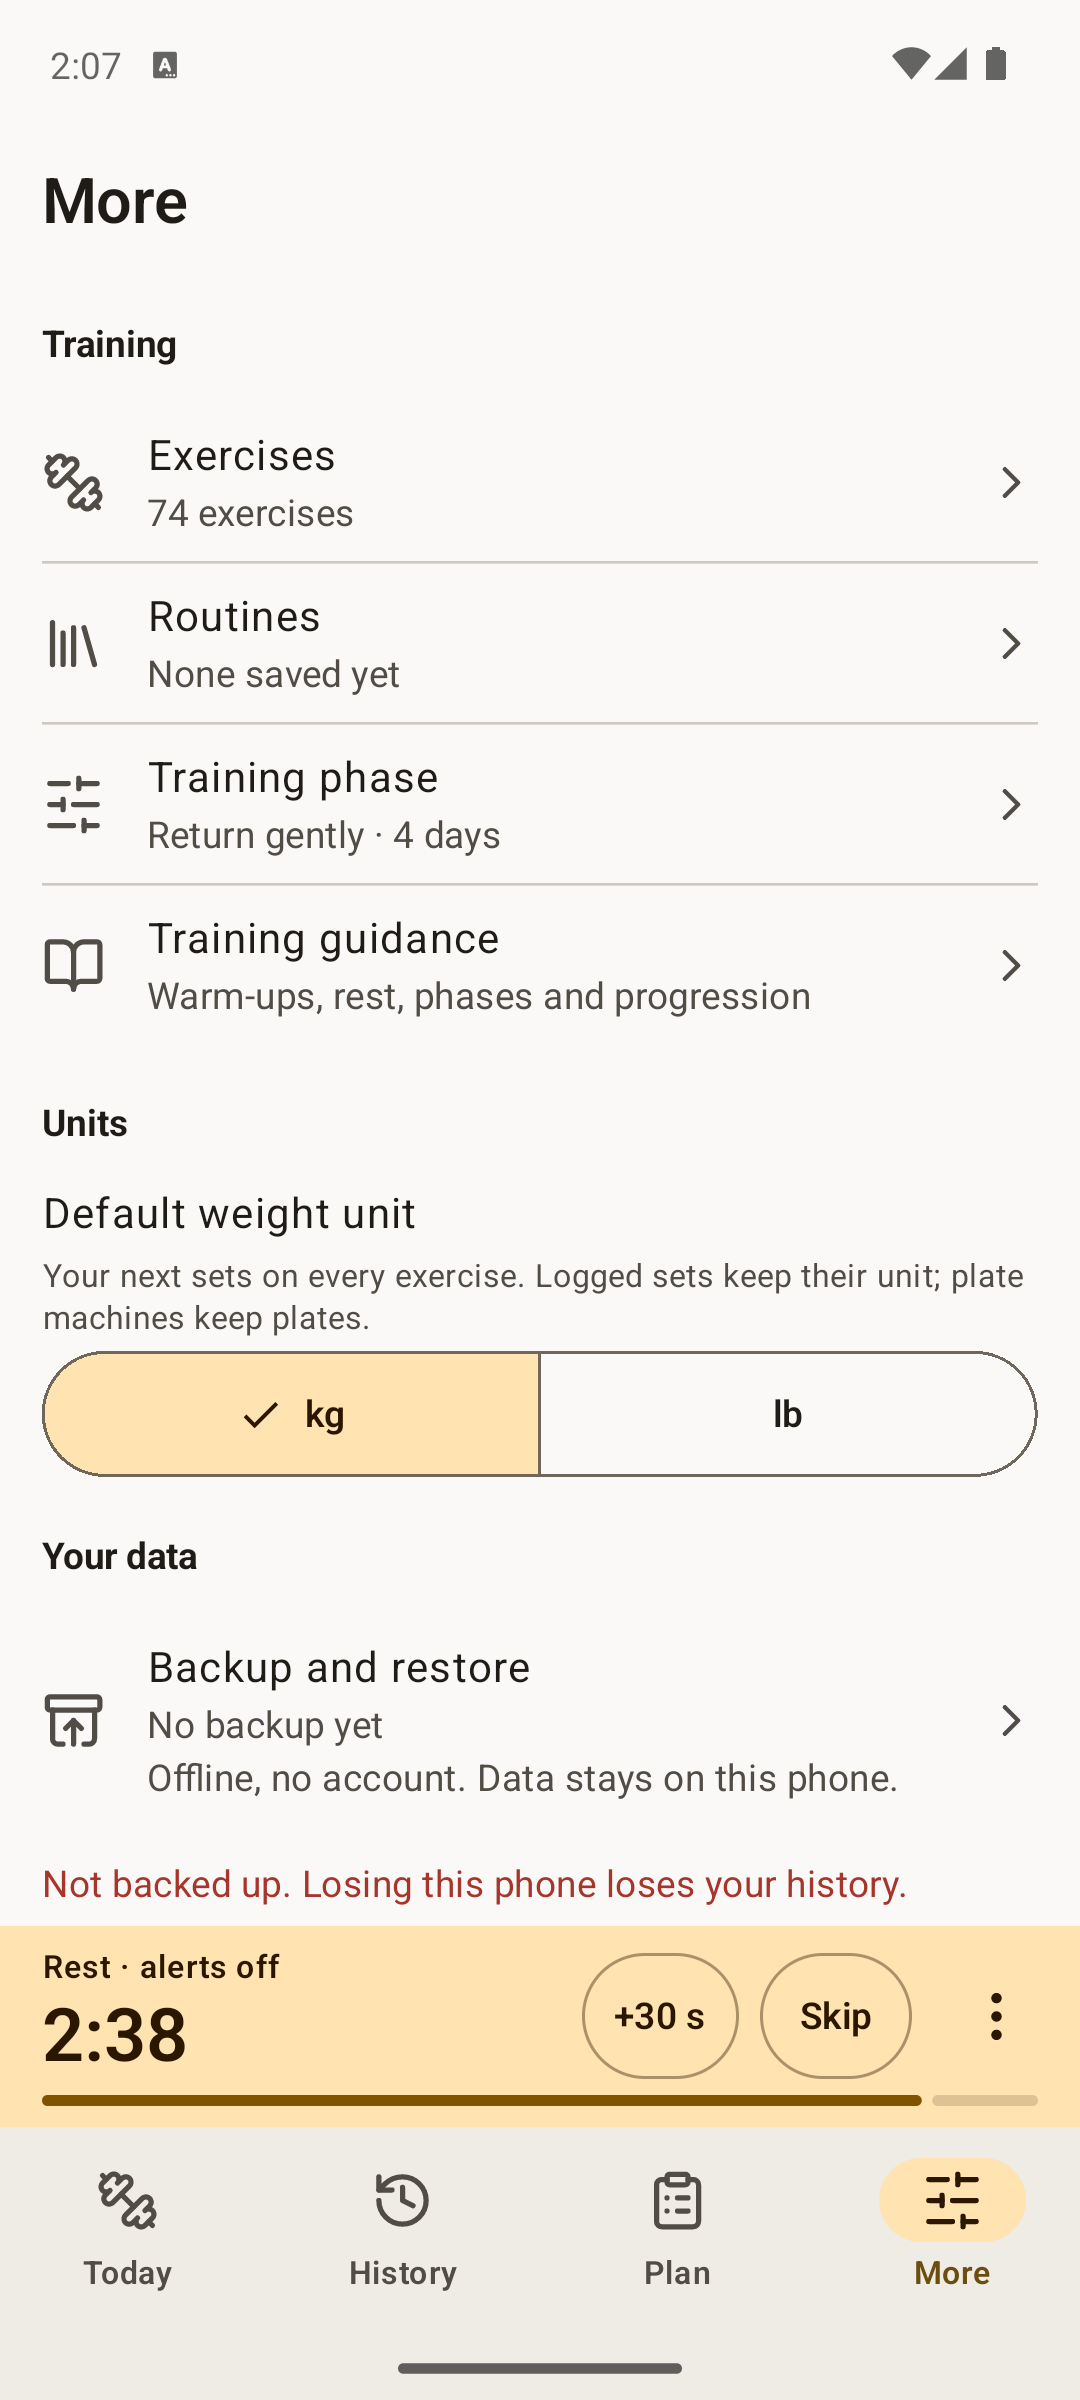 2:07
More
Training
Exercises
74 exercises
Routines
None saved yet
Training phase
Return gently · 4 days
Training guidance
Warm-ups, rest, phases and progression
Units
Default weight unit
Your next sets on every exercise. Logged sets keep their unit; plate
machines keep plates.
kg
lb
Your data
Backup and restore
No backup yet
Offline, no account. Data stays on this phone.
Not backed up. Losing this phone loses your history.
Rest · alerts off
2:38
+30 s
Skip
Today
History
Plan
More